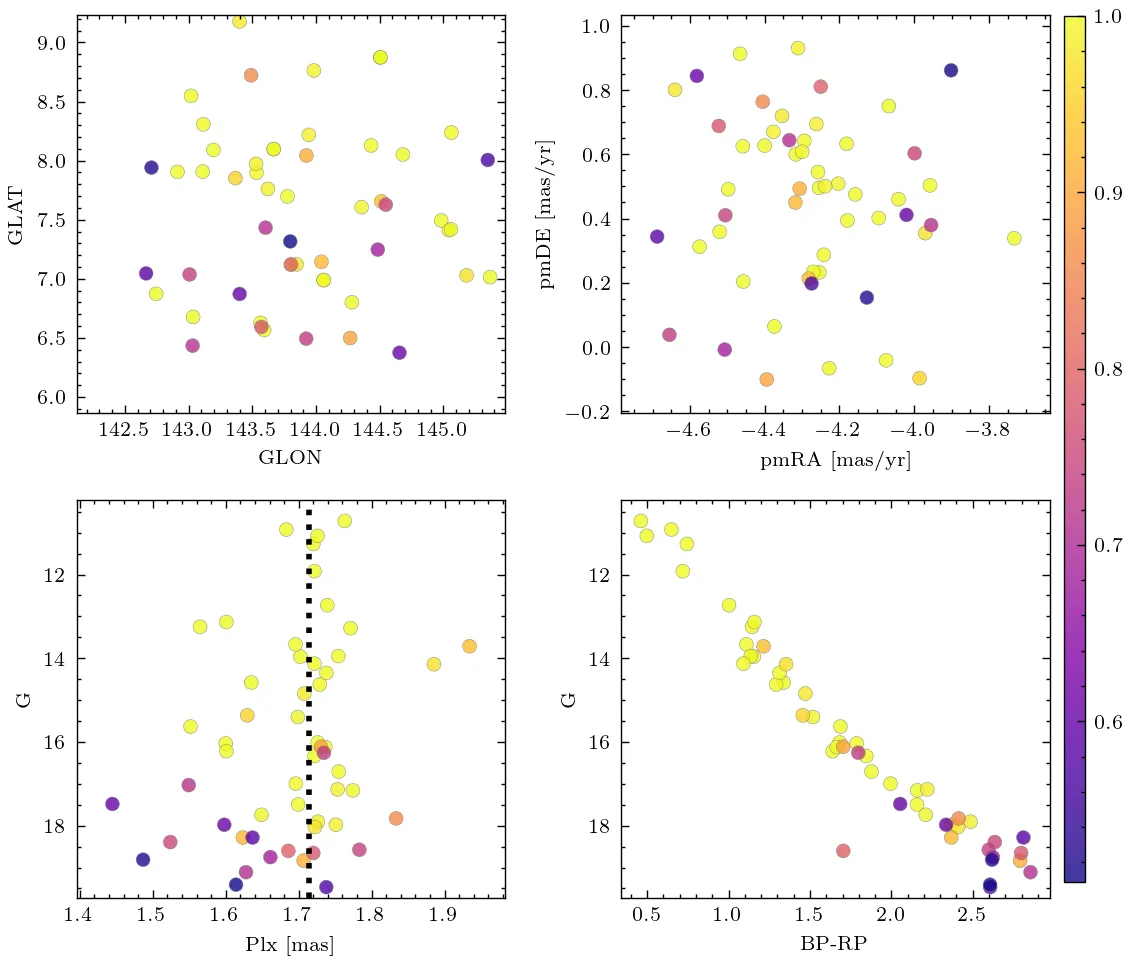 9.0
8.5
8.0
7.5
7.0
6.5
6.0
GLAT
142.5 143.0 143.5 144.0 144.5 145.0
GLON
1.0
0.8
0.6
0.4
0.2
0.0
−0.2
pmDE [mas/yr]
−4.6 −4.4 −4.2 −4.0 −3.8
pmRA [mas/yr]
12
14
16
18
G
1.4 1.5 1.6 1.7 1.8 1.9
Plx [mas]
12
14
16
18
G
0.5 1.0 1.5 2.0 2.5
BP-RP
1.0
0.9
0.8
0.7
0.6